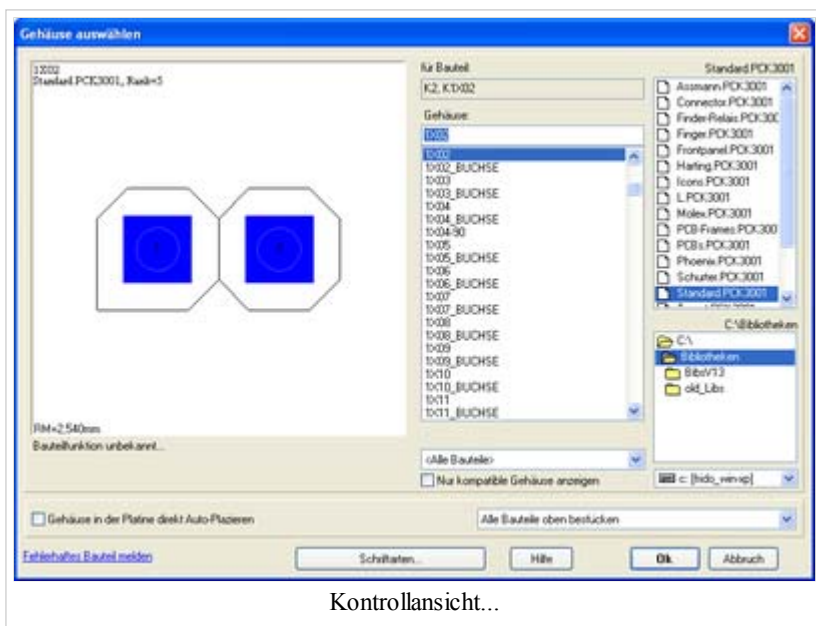 Gehäuse auswählen
1X02
Standard.PCK3001, Rank=5
RM=2,540mm
Bauteilfunktion unbekannt...
für Bauteil:
K2, K1X02
Gehäuse:
1X02
1X02
1X02_BUCHSE
1X03
1X03_BUCHSE
1X04
1X04_BUCHSE
1X04-90
1X05
1X05_BUCHSE
1X06
1X06_BUCHSE
1X07
1X07_BUCHSE
1X08
1X08_BUCHSE
1X09
1X09_BUCHSE
1X10
1X10_BUCHSE
1X11
1X11_BUCHSE
<Alle Bauteile>
Nur kompatible Gehäuse anzeigen
Standard.PCK3001
Assmann.PCK3001
Connector.PCK3001
Finder-Relais.PCK300
Finger.PCK3001
Frontpanel.PCK3001
Harting.PCK3001
Icons.PCK3001
L.PCK3001
Molex.PCK3001
PCB-Frames.PCK300
PCBs.PCK3001
Phoenix.PCK3001
Schurter.PCK3001
Standard.PCK3001
C:\Bibliotheken
C:\
Bibliotheken
BibsV13
old_Libs
c: [hido_winxp]
Gehäuse in der Platine direkt Auto-Plazieren
Alle Bauteile oben bestücken
Fehlerhaftes Bauteil melden
Schriftarten...
Hilfe
Ok
Abbruch
Kontrollansicht...